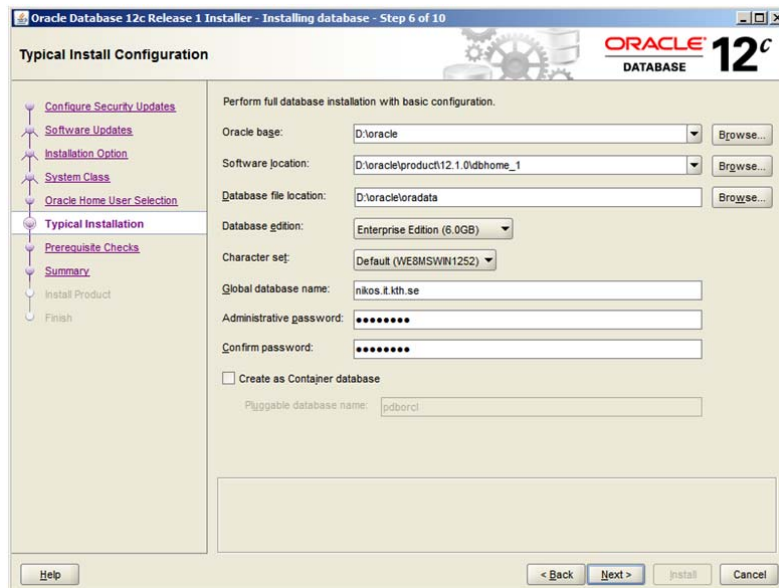 Oracle Database 12c Release 1 Installer - Installing database - Step 6 of 10
Typical Install Configuration
ORACLE
DATABASE
12c
Configure Security Updates
Software Updates
Installation Option
System Class
Oracle Home User Selection
Typical Installation
Prerequisite Checks
Summary
Install Product
Finish
Perform full database installation with basic configuration.
Oracle base: D:\oracle Browse...
Software location: D:\oracle\product\12.1.0\dbhome_1 Browse...
Database file location: D:\oracle\oradata Browse...
Database edition: Enterprise Edition (6.0GB)
Character set: Default (WE8MSWIN1252)
Global database name: nikos.it.kth.se
Administrative password: ●●●●●●●●
Confirm password: ●●●●●●●●
Create as Container database
Pluggable database name: pdborcl
Help < Back Next > Install Cancel